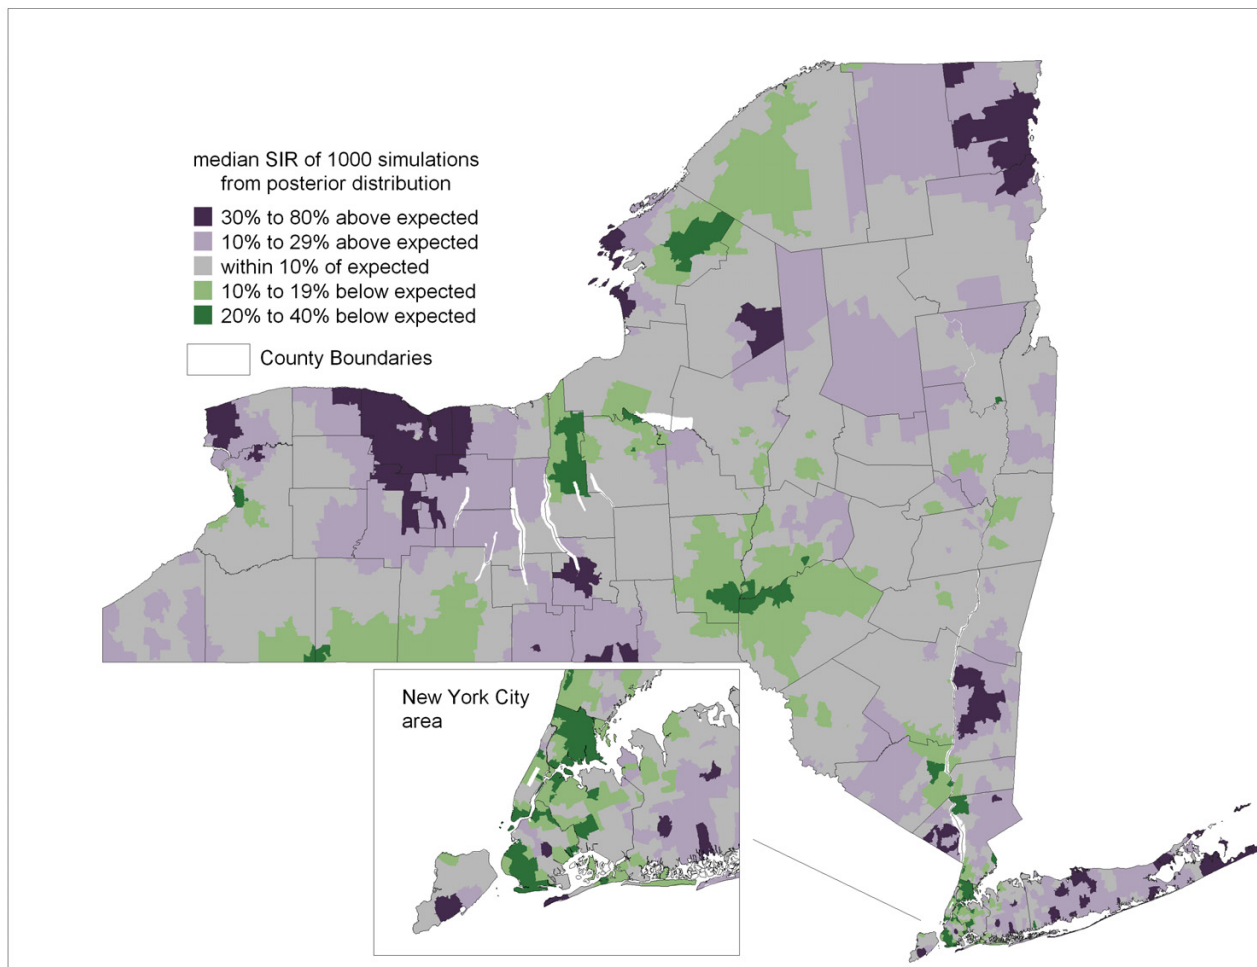 median SIR of 1000 simulations
from posterior distribution
30% to 80% above expected
10% to 29% above expected
within 10% of expected
10% to 19% below expected
20% to 40% below expected
County Boundaries
New York City
area